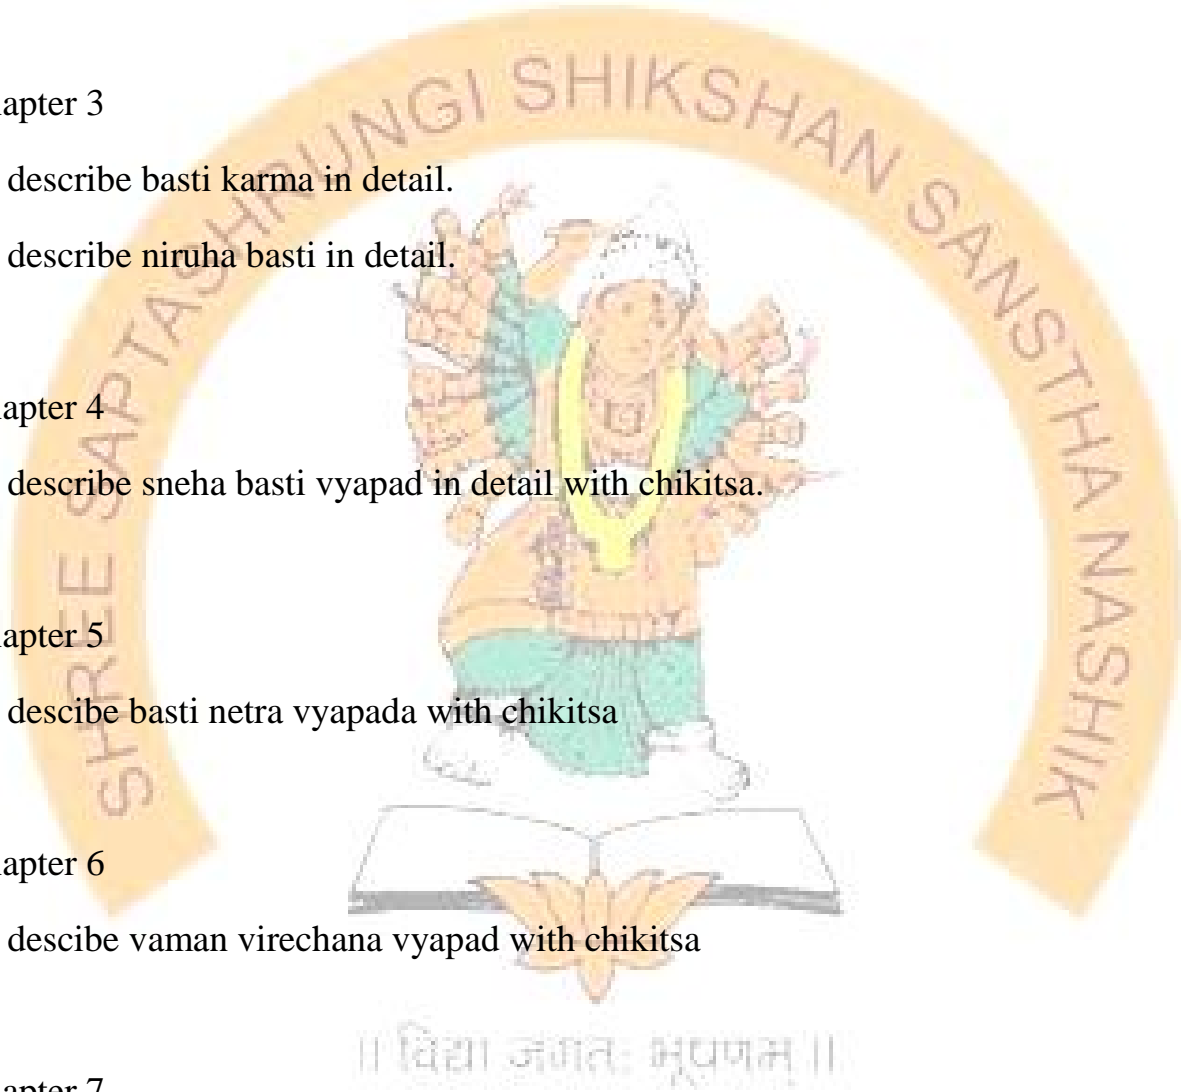 apter 3
describe basti karma in detail.
describe niruha basti in detail.
apter 4
describe sneha basti vyapad in detail with chikitsa.
apter 5
descibe basti netra vyapada with chikitsa
apter 6
descibe vaman virechana vyapad with chikitsa
apter 7
SHREE SAPTASHRUNGI SHIKSHAN SANSTHA NASHIK
॥ विद्या जगतः भूषणम् ॥